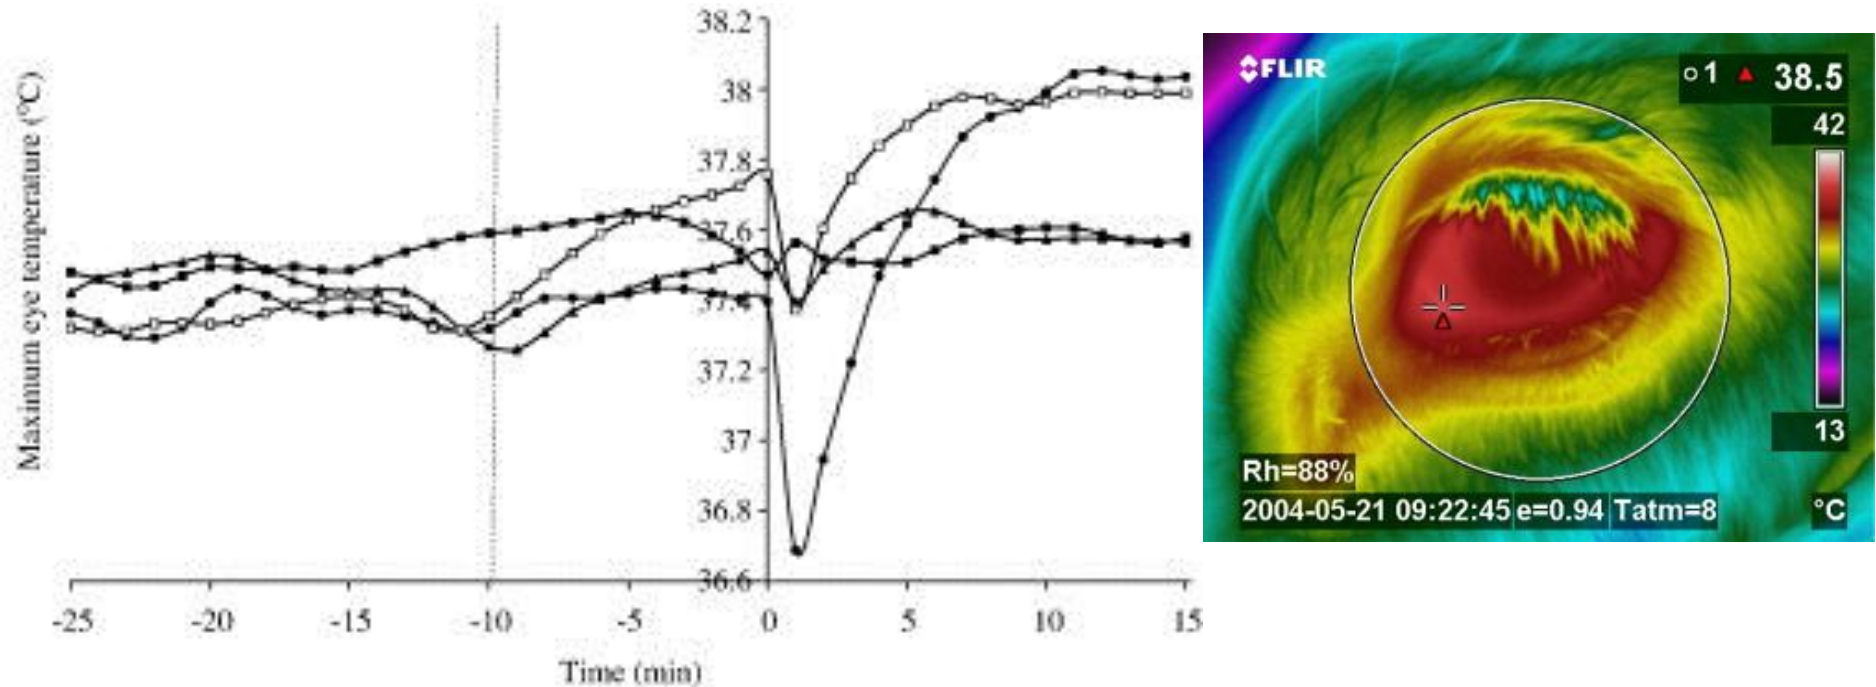 Maximum eye temperature (°C)
38.2
38
37.8
37.6
37.4
37.2
37
36.8
36.6
-25 -20 -15 -10 -5 0 5 10 15
Time (min)
FLIR
1 38.5
42
13
Rh=88%
2004-05-21 09:22:45 e=0.94 Tatm=8 °C